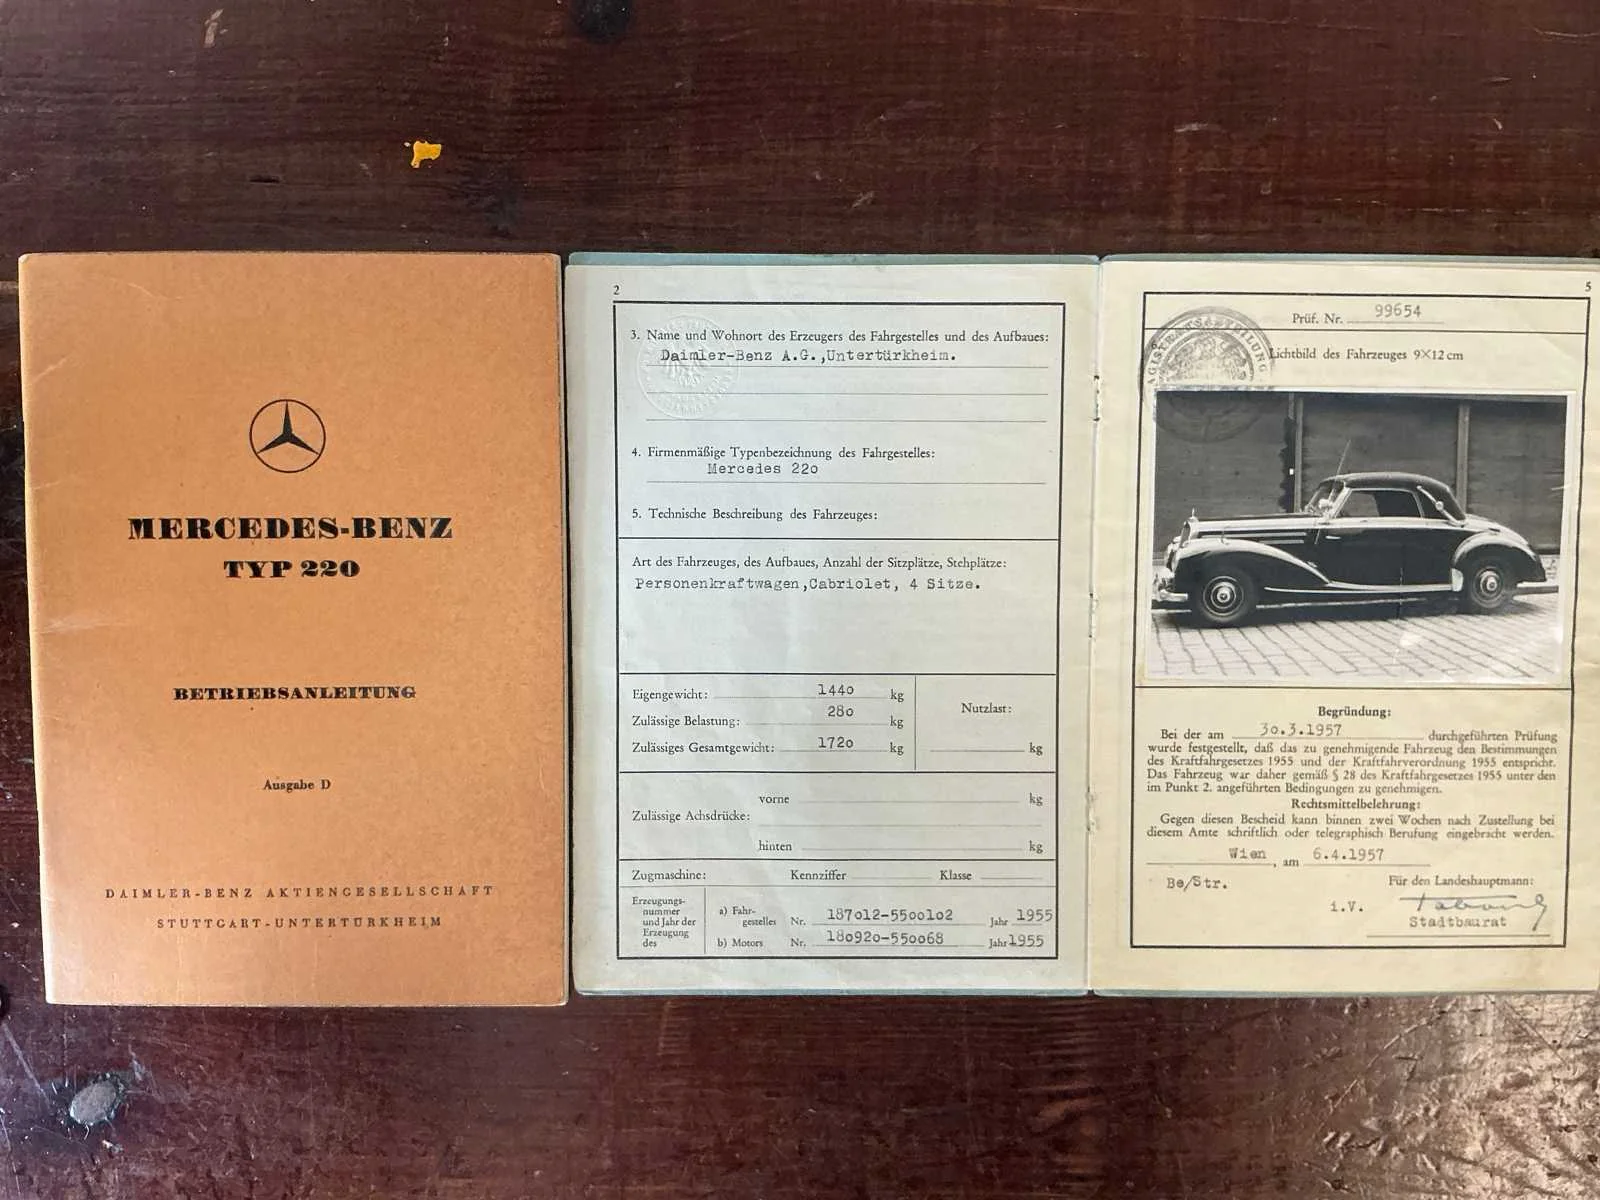 MERCEDES-BENZ
TYP 220
BETRIEBSANLEITUNG
Ausgabe D
DAIMLER-BENZ AKTIENGESELLSCHAFT
STUTTGART-UNTERTÜRKHEIM
2
3. Name und Wohnort des Erzeugers des Fahrgestelles und des Aufbaues:
Daimler-Benz A.G.,Untertürkheim.
4. Firmenmäßige Typenbezeichnung des Fahrgestelles:
Mercedes 220
5. Technische Beschreibung des Fahrzeuges:
Art des Fahrzeuges, des Aufbaues, Anzahl der Sitzplätze, Stehplätze:
Personenkraftwagen,Cabriolet, 4 Sitze.
Eigengewicht: 1440 kg
Zulässige Belastung: 280 kg
Zulässiges Gesamtgewicht: 1720 kg
Nutzlast:
kg
vorne kg
Zulässige Achsdrücke:
hinten kg
Zugmaschine: Kennziffer Klasse
Erzeugungs-
nummer
und Jahr der
Erzeugung
des
a) Fahr-
gestelles Nr. 187012-5500102 Jahr 1955
b) Motors Nr. 180920-550068 Jahr 1955
5
Prüf. Nr. 99654
Lichtbild des Fahrzeuges 9×12 cm
Begründung:
Bei der am 30.3.1957 durchgeführten Prüfung
wurde festgestellt, daß das zu genehmigende Fahrzeug den Bestimmungen
des Kraftfahrgesetzes 1955 und der Kraftfahrverordnung 1955 entspricht.
Das Fahrzeug war daher gemäß § 28 des Kraftfahrgesetzes 1955 unter den
im Punkt 2. angeführten Bedingungen zu genehmigen.
Rechtsmittelbelehrung:
Gegen diesen Bescheid kann binnen zwei Wochen nach Zustellung bei
diesem Amte schriftlich oder telegraphisch Berufung eingebracht werden.
Wien, am 6.4.1957
Be/Str.
Für den Landeshauptmann:
i.V.
Stadtbaurat